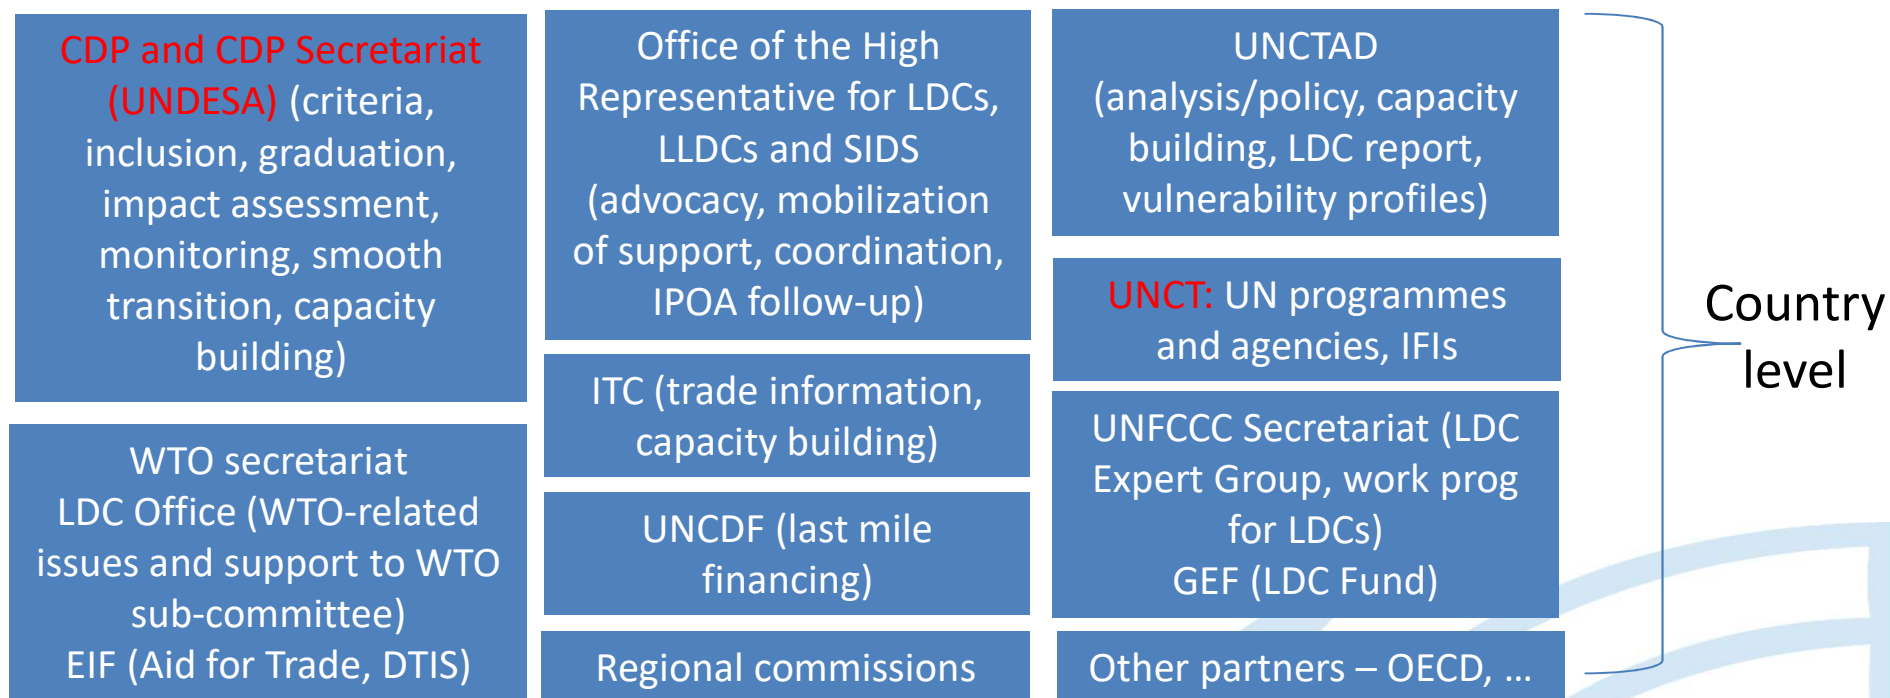 CDP and CDP Secretariat
(UNDESA) (criteria,
inclusion, graduation,
impact assessment,
monitoring, smooth
transition, capacity
building)
WTO secretariat
LDC Office (WTO-related
issues and support to WTO
sub-committee)
EIF (Aid for Trade, DTIS)
Office of the High
Representative for LDCs,
LLDCs and SIDS
(advocacy, mobilization
of support, coordination,
IPOA follow-up)
ITC (trade information,
capacity building)
UNCDF (last mile
financing)
Regional commissions
UNCTAD
(analysis/policy, capacity
building, LDC report,
vulnerability profiles)
UNCT: UN programmes
and agencies, IFIs
UNFCCC Secretariat (LDC
Expert Group, work prog
for LDCs)
GEF (LDC Fund)
Other partners – OECD, …
Country
level